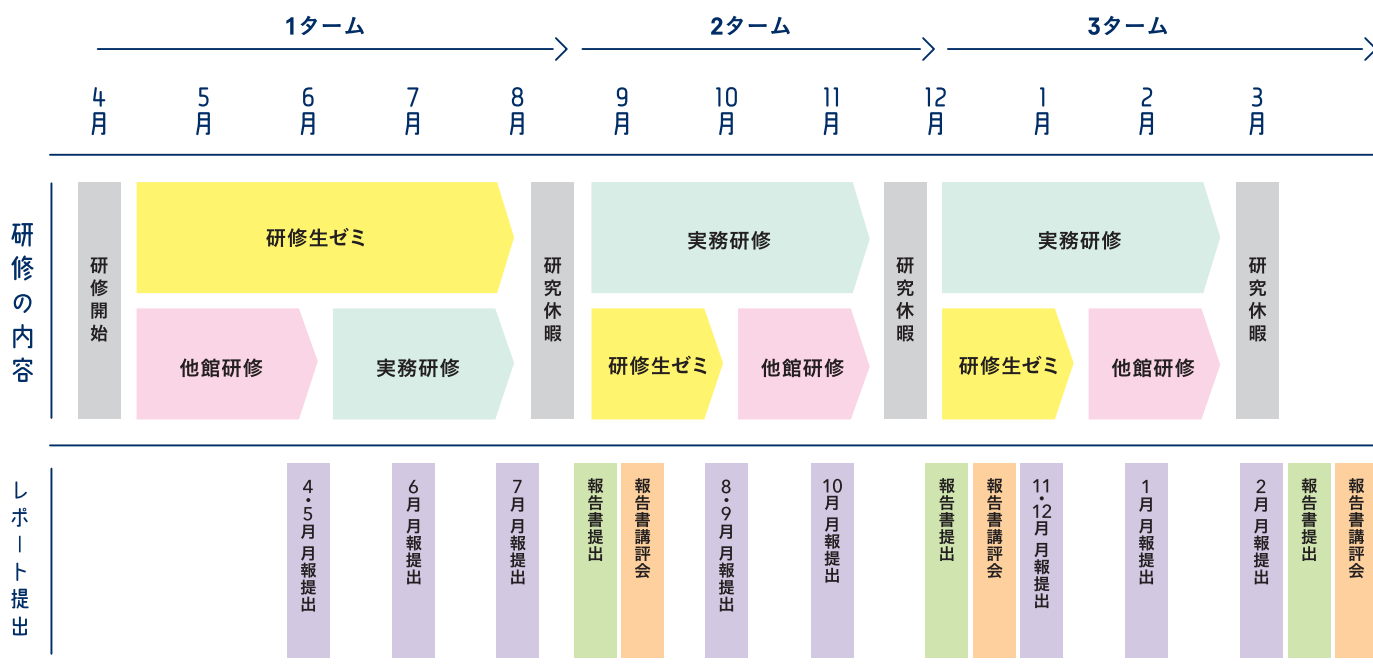 1ターム
2ターム
3ターム
4月
5月
6月
7月
8月
9月
10月
11月
12月
1月
2月
3月
研修の内容
研修開始
研修生ゼミ
他館研修
実務研修
研究休暇
実務研修
研修生ゼミ
他館研修
研究休暇
実務研修
研修生ゼミ
他館研修
研究休暇
レポート提出
4・5月 月報提出
6月 月報提出
7月 月報提出
報告書提出
報告書講評会
8・9月 月報提出
10月 月報提出
報告書提出
報告書講評会
11・12月 月報提出
1月 月報提出
2月 月報提出
報告書提出
報告書講評会